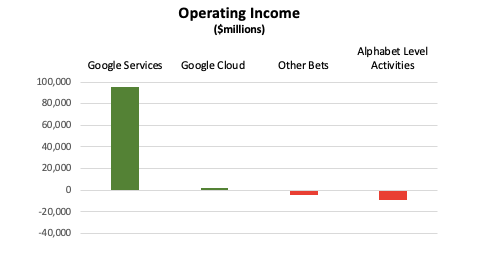 Operating Income
($millions)
Google Services Google Cloud Other Bets Alphabet Level Activities
100,000
80,000
60,000
40,000
20,000
0
-20,000
-40,000